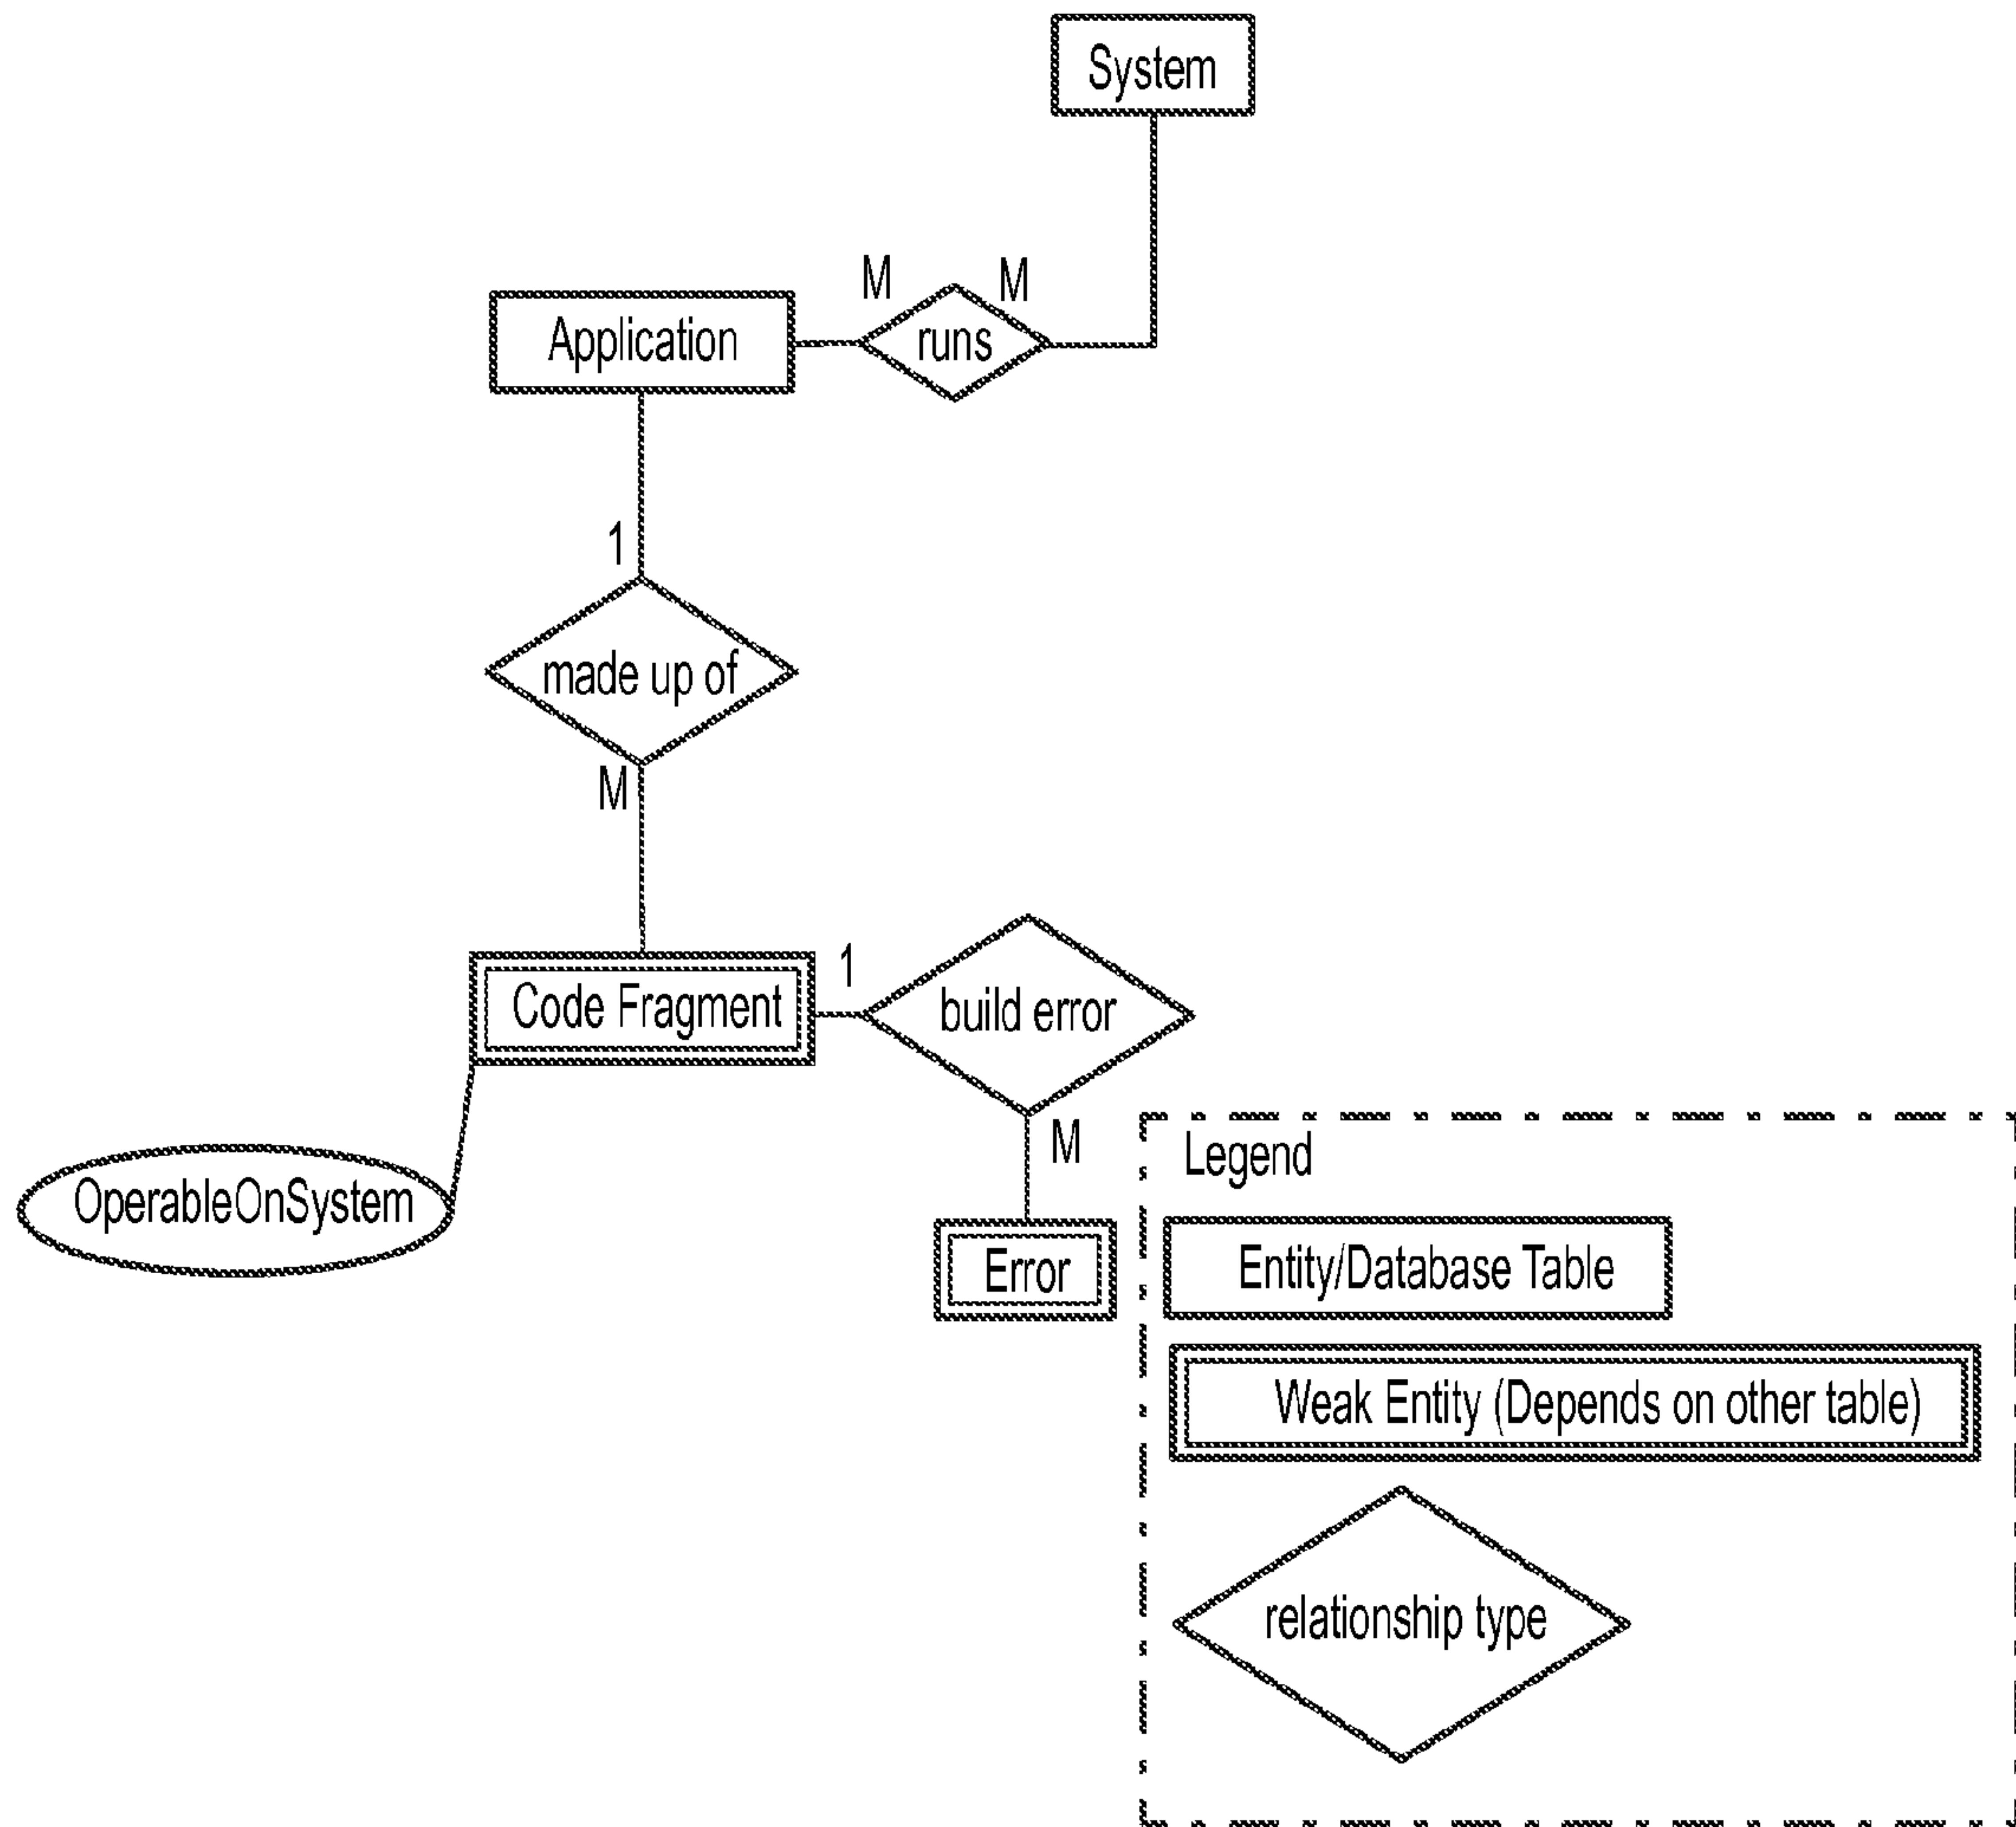 System
M
M
Application
runs
1
made up of
M
1
Code Fragment
build error
M
OperableOnSystem
Error
Legend
Entity/Database Table
Weak Entity (Depends on other table)
relationship type